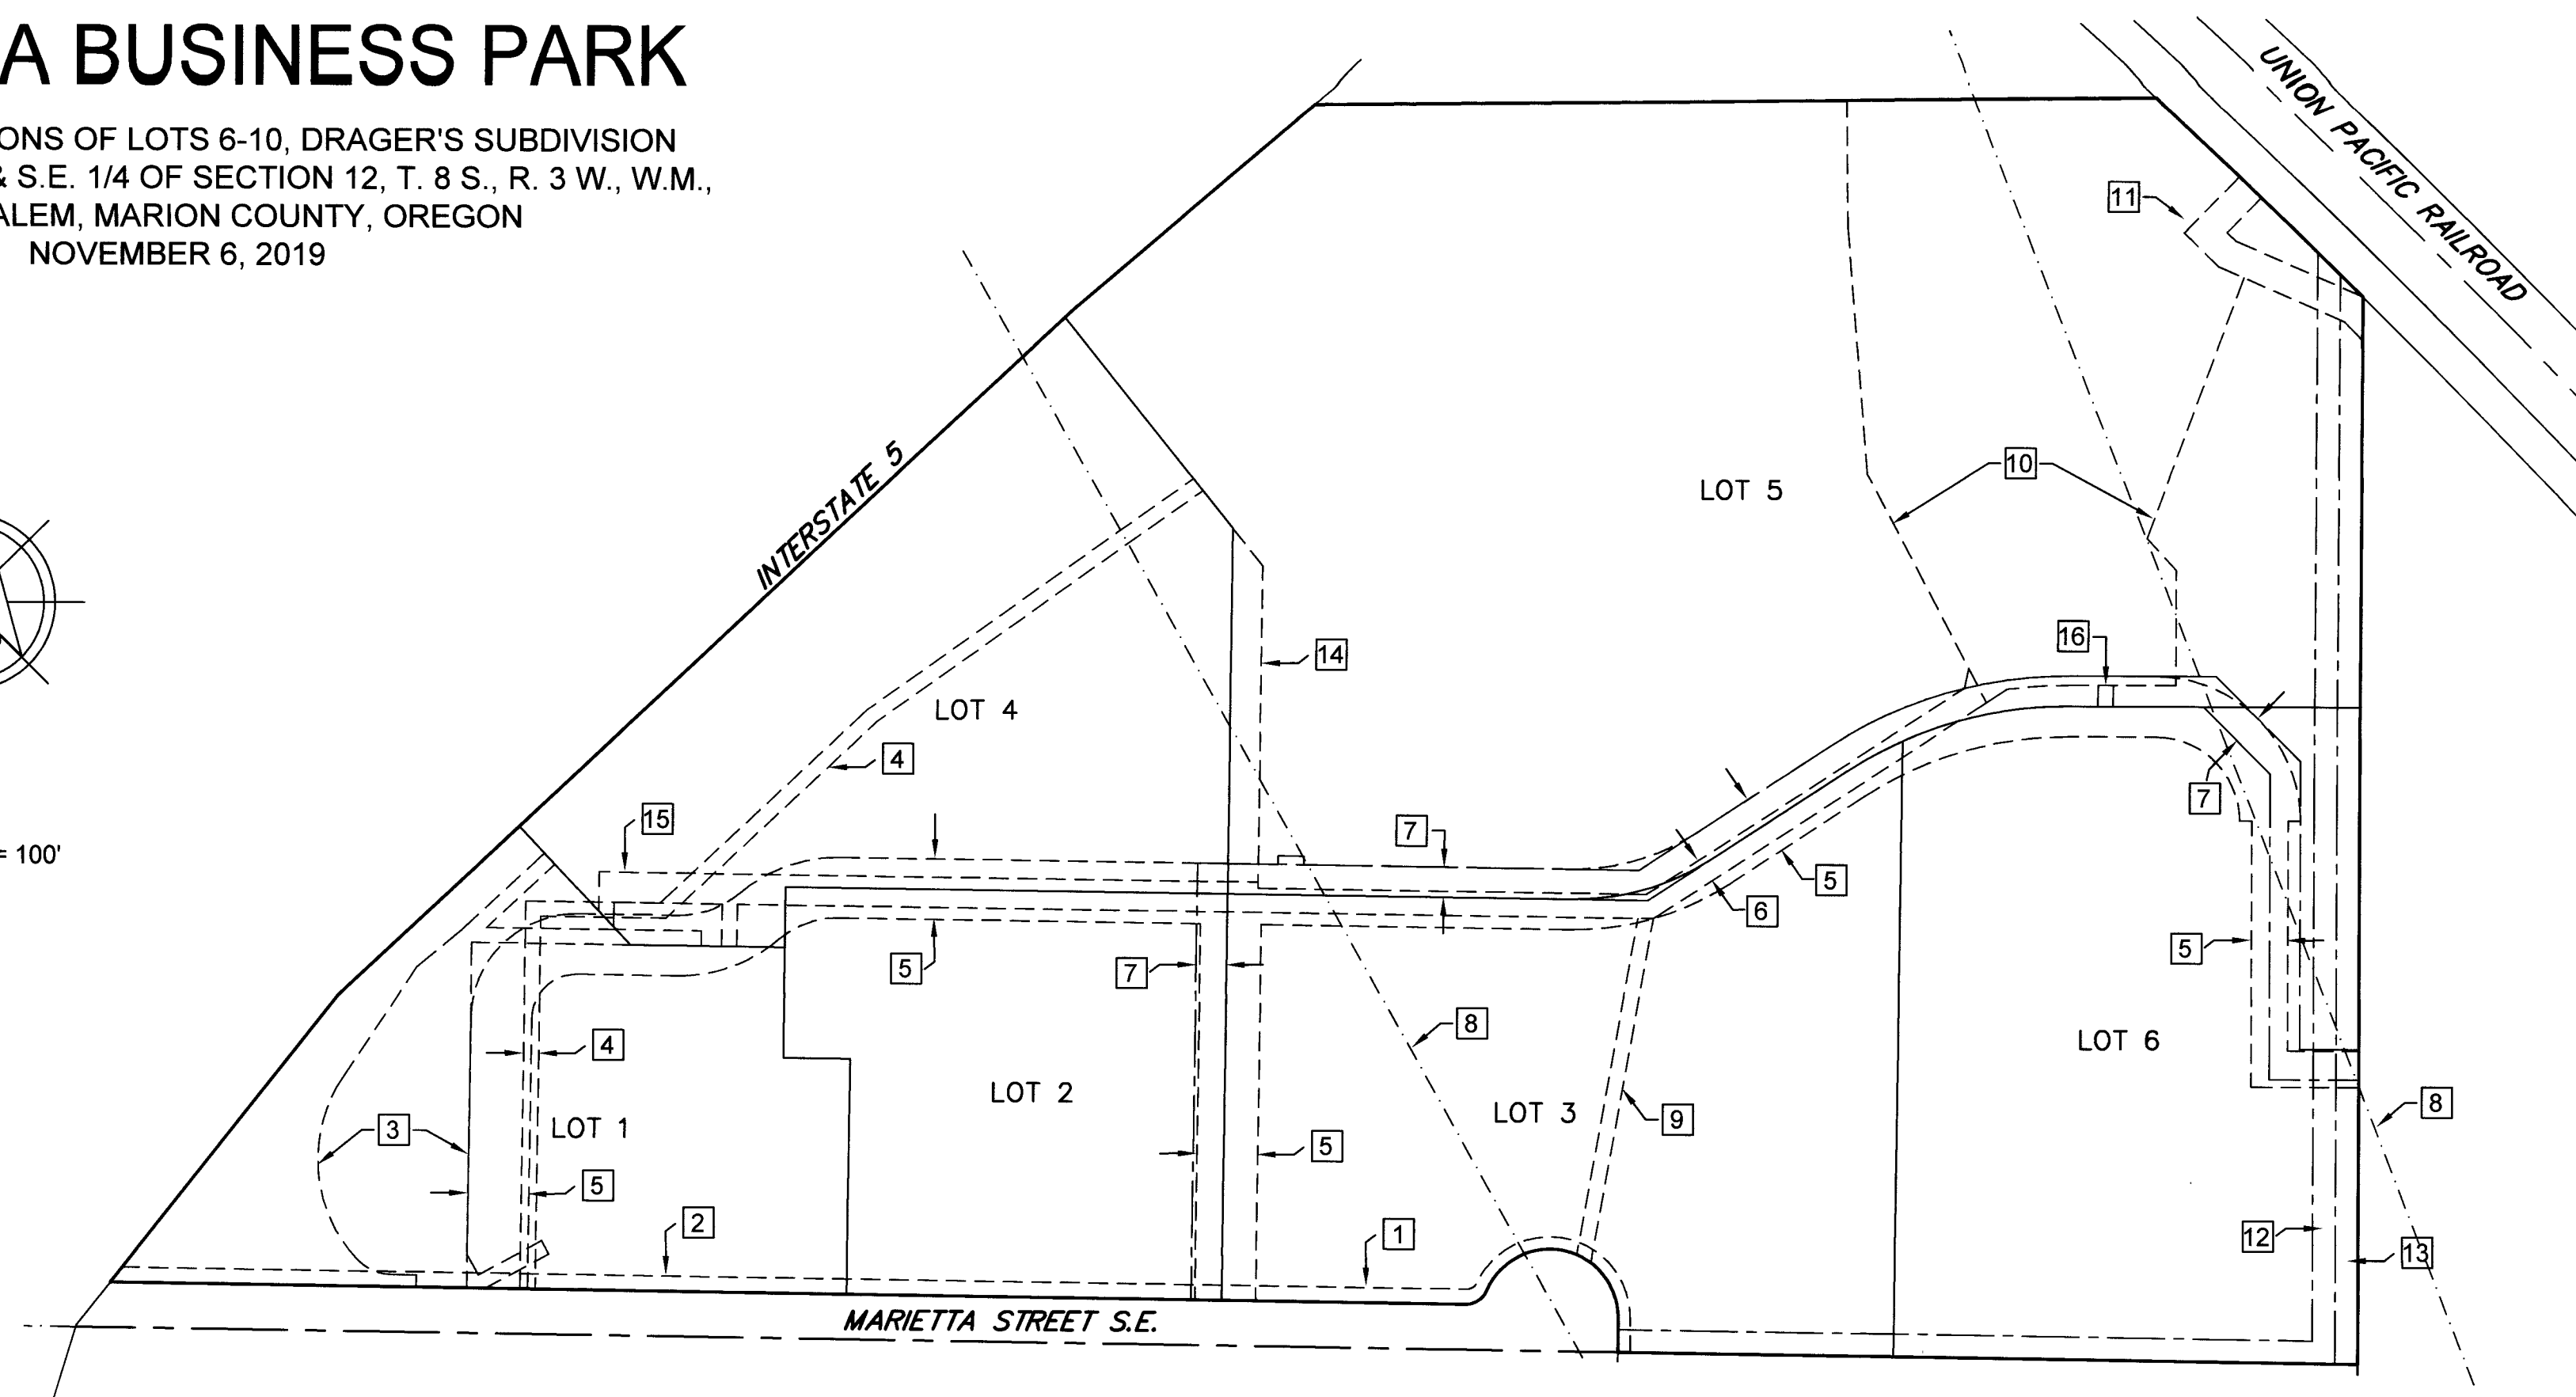 A BUSINESS PARK
ONS OF LOTS 6-10, DRAGER'S SUBDIVISION
& S.E. 1/4 OF SECTION 12, T. 8 S., R. 3 W., W.M.,
ALEM, MARION COUNTY, OREGON
NOVEMBER 6, 2019
UNION PACIFIC RAILROAD
11
INTERSTATE 5
LOT 5
10
16
14
LOT 4
4
15
7
7
5
6
5
7
5
8
4
LOT 6
LOT 2
LOT 3
9
8
LOT 1
3
5
5
2
1
12
13
MARIETTA STREET S.E.
= 100'